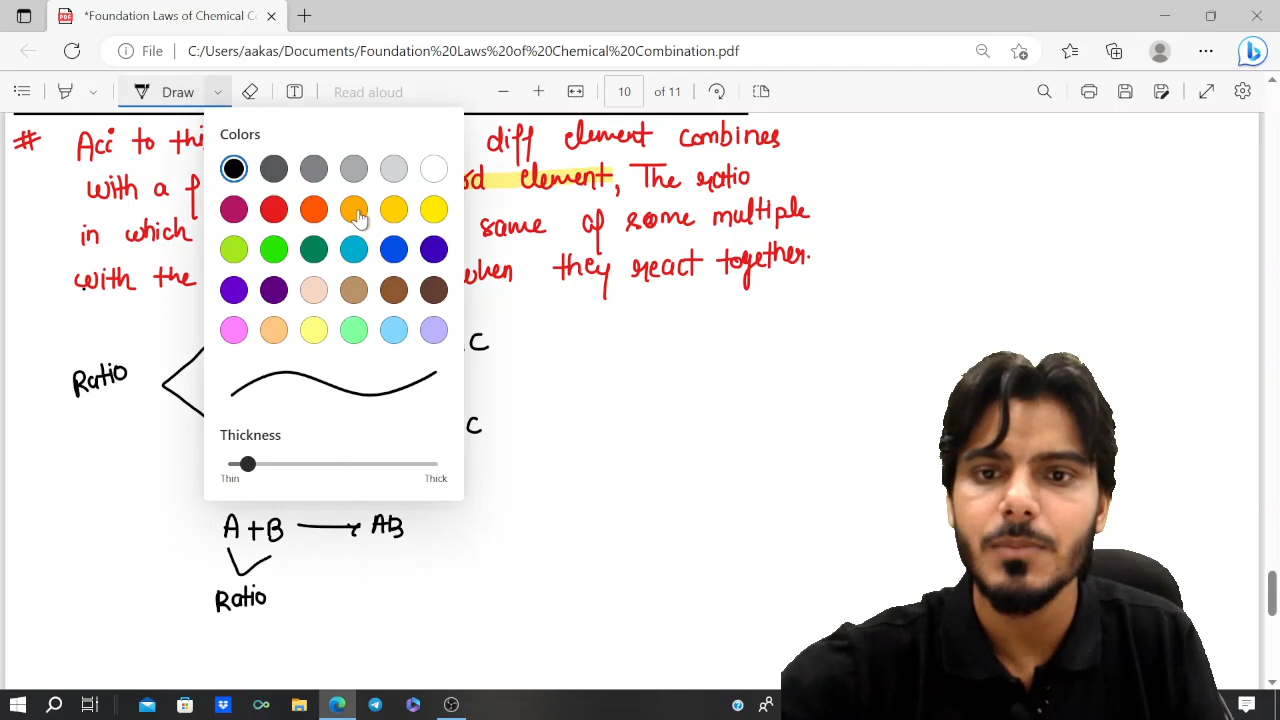 *Foundation Laws of Chemical C
File
C:/Users/aakas/Documents/Foundation%20Laws%20of%20Chemical%20Combination.pdf
Draw
Read aloud
10 of 11
Colors
Thickness
Thin
Thick
# Acc to diff element combines
with a element, The ratio
in which same of some multiple
with the when they react together.
Ratio
C
C
A + B → AB
Ratio